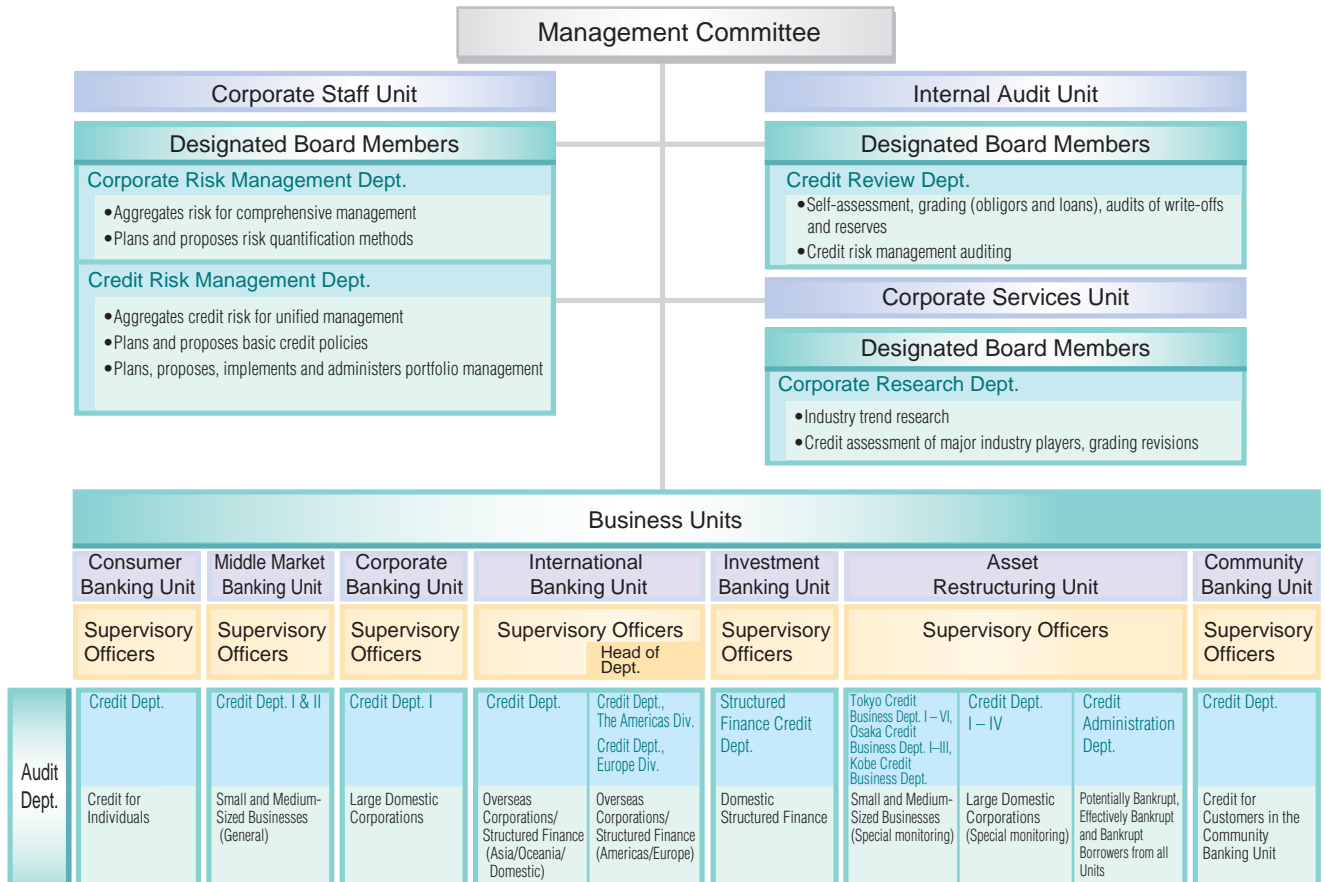 Management Committee
Corporate Staff Unit
Designated Board Members
Corporate Risk Management Dept.
•Aggregates risk for comprehensive management
•Plans and proposes risk quantification methods
Credit Risk Management Dept.
•Aggregates credit risk for unified management
•Plans and proposes basic credit policies
•Plans, proposes, implements and administers portfolio management
Internal Audit Unit
Designated Board Members
Credit Review Dept.
•Self-assessment, grading (obligors and loans), audits of write-offs
and reserves
•Credit risk management auditing
Corporate Services Unit
Designated Board Members
Corporate Research Dept.
•Industry trend research
•Credit assessment of major industry players, grading revisions
Business Units
Consumer
Banking Unit
Middle Market
Banking Unit
Corporate
Banking Unit
International
Banking Unit
Investment
Banking Unit
Asset
Restructuring Unit
Community
Banking Unit
Supervisory
Officers
Supervisory
Officers
Supervisory
Officers
Supervisory Officers
Head of
Dept.
Supervisory
Officers
Supervisory Officers
Supervisory
Officers
Audit
Dept.
Credit Dept.
Credit Dept. I & II
Credit Dept. I
Credit Dept.
Credit Dept.,
The Americas Div.
Credit Dept.,
Europe Div.
Structured
Finance Credit
Dept.
Tokyo Credit
Business Dept. I – VI,
Osaka Credit
Business Dept. I–III,
Kobe Credit
Business Dept.
Credit Dept.
I – IV
Credit
Administration
Dept.
Credit Dept.
Credit for
Individuals
Small and Medium-
Sized Businesses
(General)
Large Domestic
Corporations
Overseas
Corporations/
Structured Finance
(Asia/Oceania/
Domestic)
Overseas
Corporations/
Structured Finance
(Americas/Europe)
Domestic
Structured Finance
Small and Medium-
Sized Businesses
(Special monitoring)
Large Domestic
Corporations
(Special monitoring)
Potentially Bankrupt,
Effectively Bankrupt
and Bankrupt
Borrowers from all
Units
Credit for
Customers in the
Community
Banking Unit